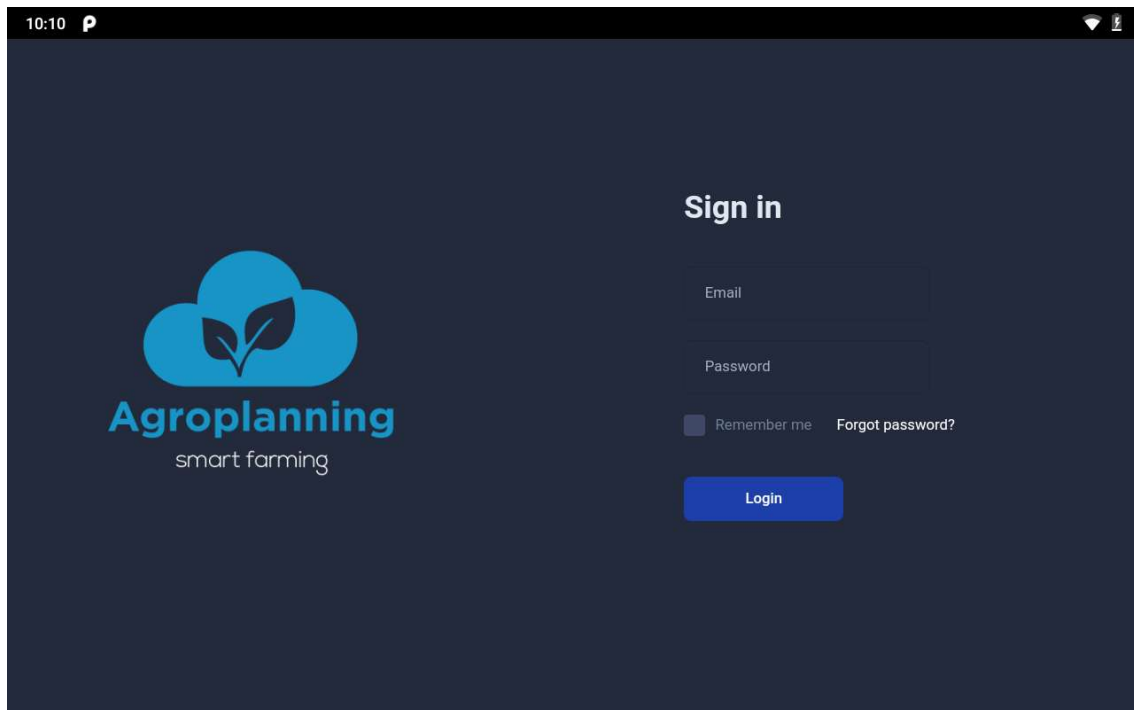 10:10
Agroplanning
smart farming
Sign in
Email
Password
Remember me Forgot password?
Login